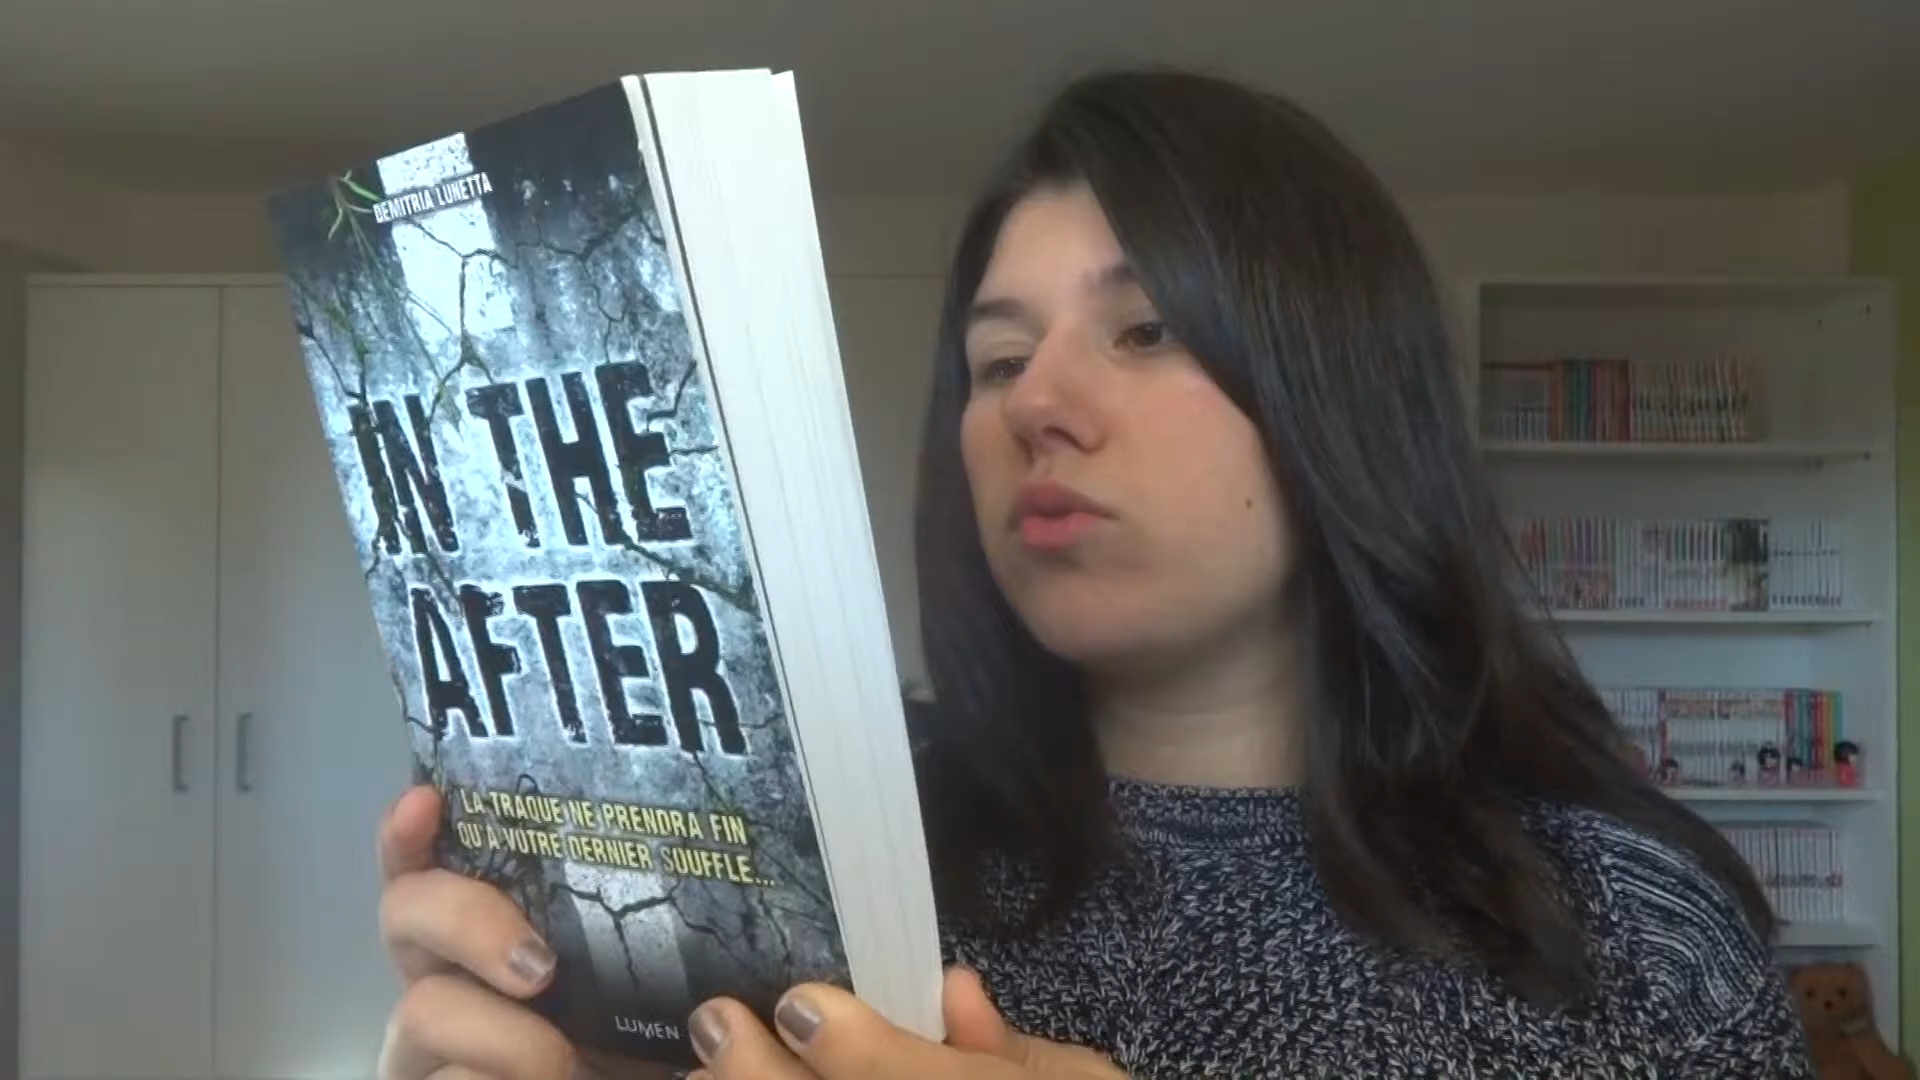 DEMITRIA LUNETTA
IN THE
AFTER
LA TRAQUE NE PRENDRA FIN
QU'À VOTRE DERNIER SOUFFLE...
LUMEN